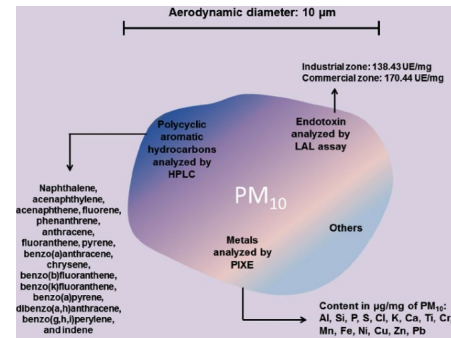 Aerodynamic diameter: 10 µm
Industrial zone: 138.43 UE/mg
Commercial zone: 170.44 UE/mg
Polycyclic
aromatic
hydrocarbons
analyzed by
HPLC
Endotoxin
analyzed by
LAL assay
Naphthalene,
acenaphthylene,
acenaphthene, fluorene,
phenanthrene,
anthracene,
fluoranthene, pyrene,
benzo(a)anthracene,
chrysene,
benzo(b)fluoranthene,
benzo(k)fluoranthene,
benzo(a)pyrene,
dibenzo(a,h)anthracene,
benzo(g,h,i)perylene,
and indene
PM10
Others
Metals
analyzed by
PIXE
Content in µg/mg of PM10:
Al, Si, P, S, Cl, K, Ca, Ti, Cr,
Mn, Fe, Ni, Cu, Zn, Pb